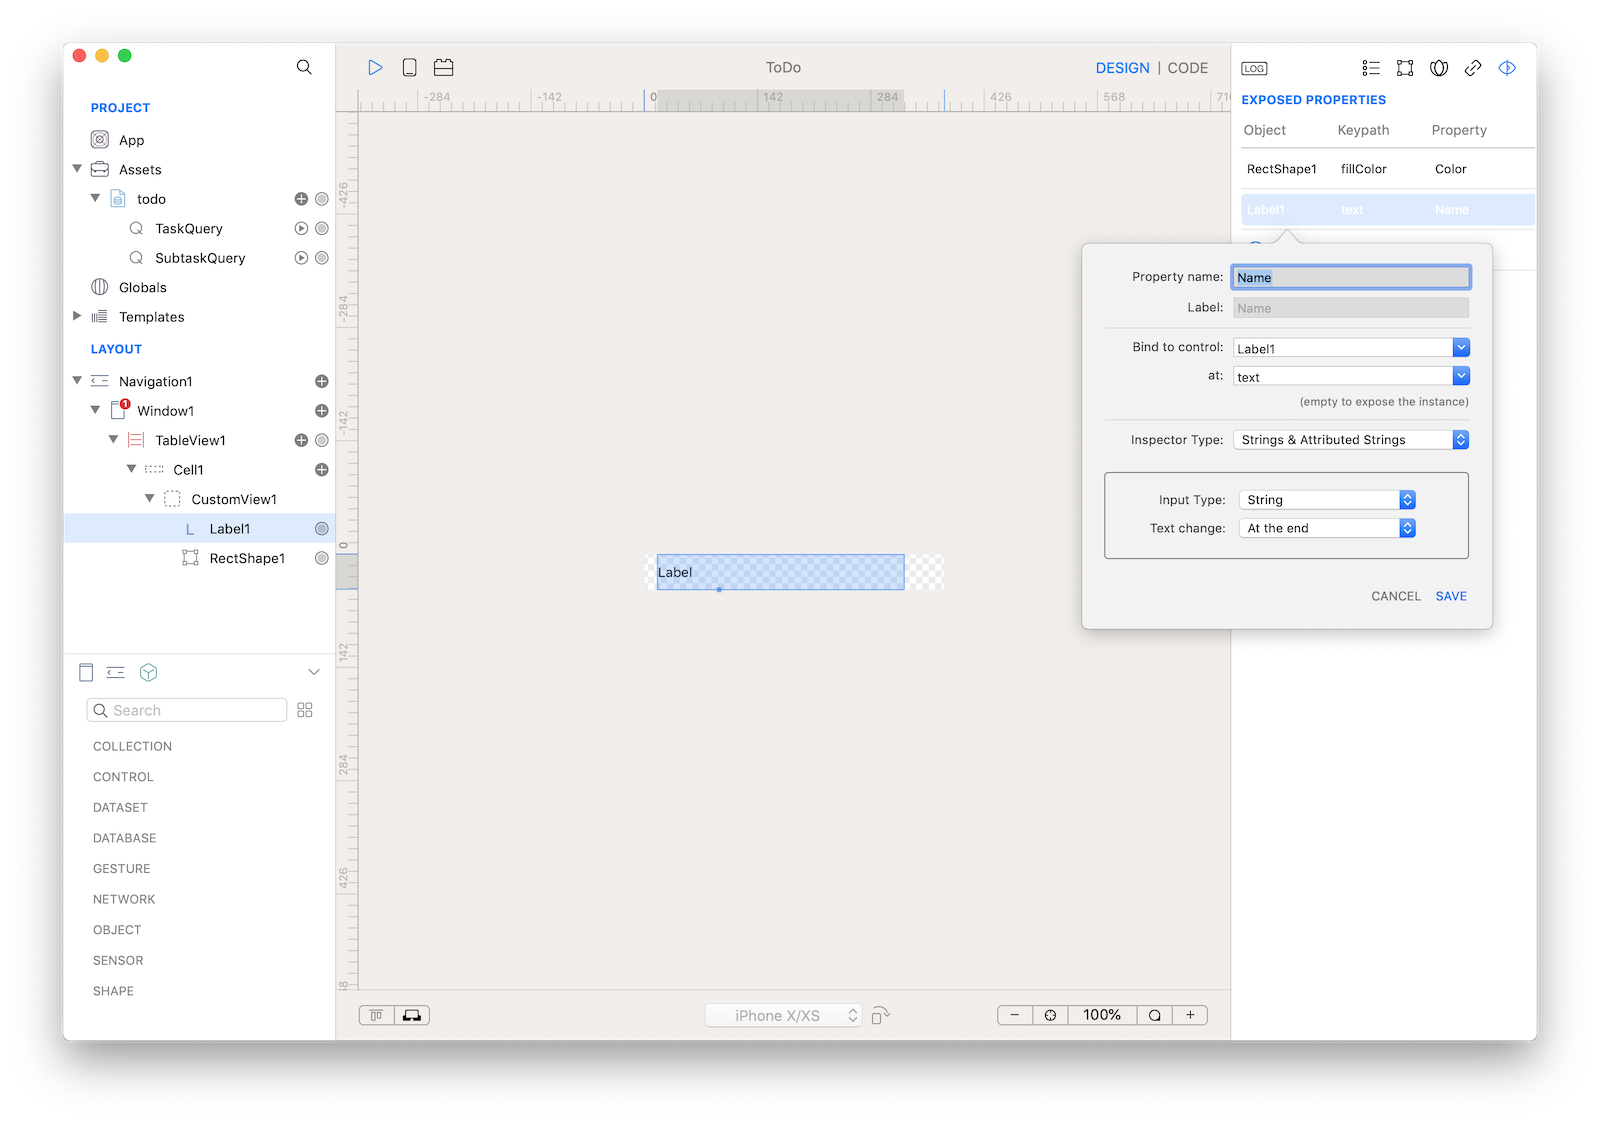 ToDo
DESIGN | CODE
LOG
PROJECT
App
Assets
todo
TaskQuery
SubtaskQuery
Globals
Templates
LAYOUT
Navigation1
1
Window1
TableView1
Cell1
CustomView1
L Label1
RectShape1
Search
COLLECTION
CONTROL
DATASET
DATABASE
GESTURE
NETWORK
OBJECT
SENSOR
SHAPE
-284 -142 0 142 284 426 568
-426
-284
-142
0
142
284
426
Label
iPhone X/XS
− 100% +
EXPOSED PROPERTIES
Object Keypath Property
RectShape1 fillColor Color
Label1 text Name
Property name: Name
Label: Name
Bind to control: Label1
at: text
(empty to expose the instance)
Inspector Type: Strings & Attributed Strings
Input Type: String
Text change: At the end
CANCEL SAVE